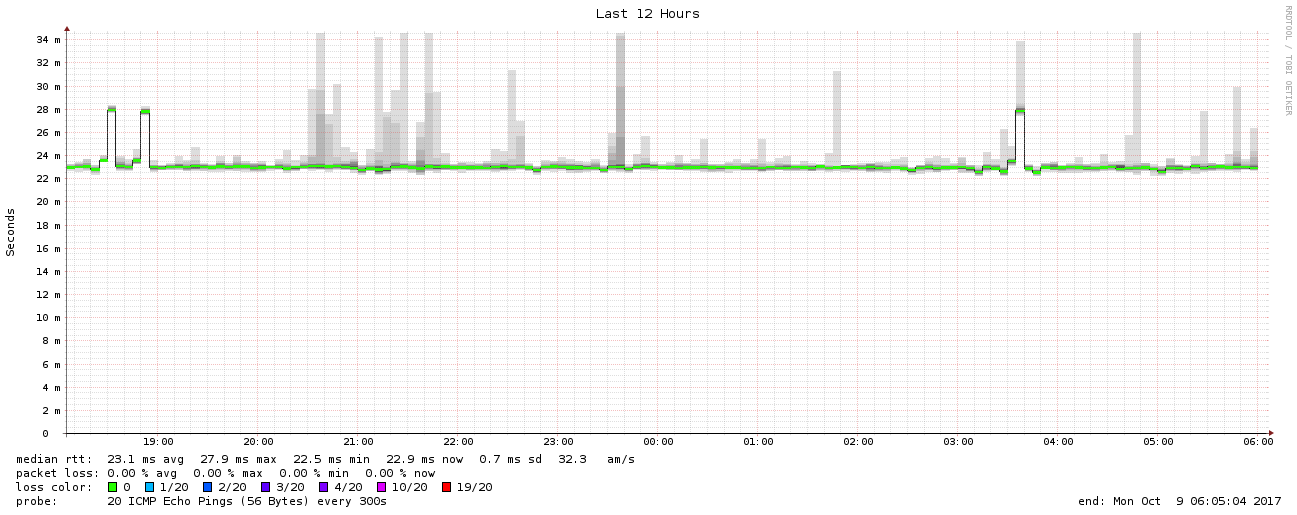 Last 12 Hours
RRDTOOL / TOBI OETIKER
Seconds
34 m
32 m
30 m
28 m
26 m
24 m
22 m
20 m
18 m
16 m
14 m
12 m
10 m
8 m
6 m
4 m
2 m
0
19:00 20:00 21:00 22:00 23:00 00:00 01:00 02:00 03:00 04:00 05:00 06:00
median rtt: 23.1 ms avg 27.9 ms max 22.5 ms min 22.9 ms now 0.7 ms sd 32.3 am/s
packet loss: 0.00 % avg 0.00 % max 0.00 % min 0.00 % now
loss color: 0 1/20 2/20 3/20 4/20 10/20 19/20
probe: 20 ICMP Echo Pings (56 Bytes) every 300s end: Mon Oct 9 06:05:04 2017